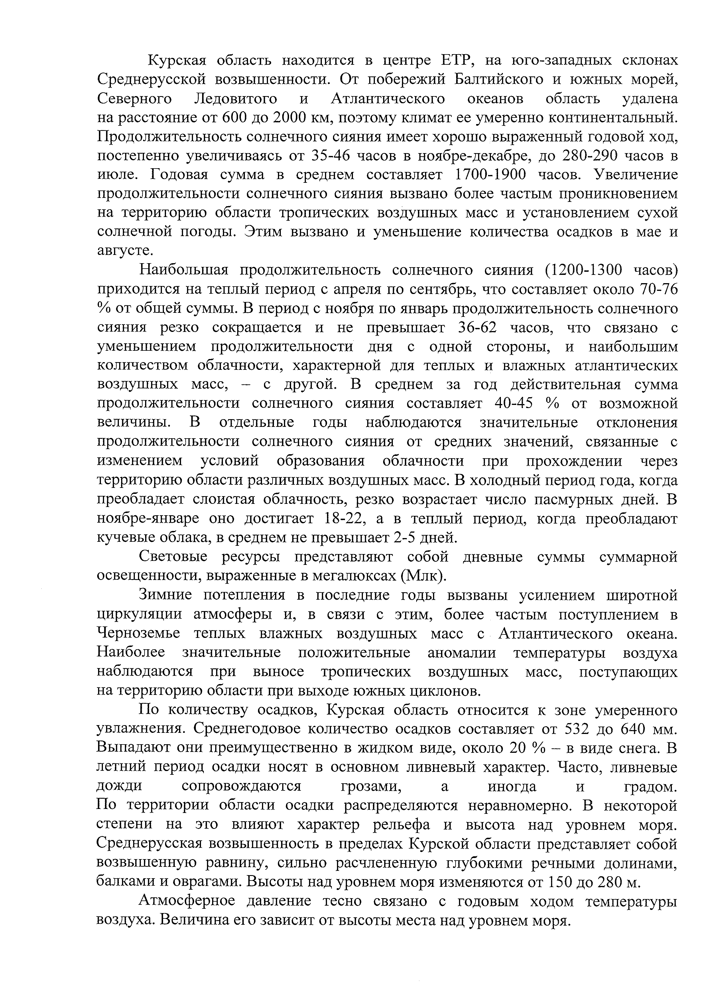 Курская область находится в центре ЕТР, на юго-западных склонах
Среднерусской возвышенности. От побережий Балтийского и южных морей,
Северного Ледовитого и Атлантического океанов область удалена
на расстояние от 600 до 2000 км, поэтому климат ее умеренно континентальный.
Продолжительность солнечного сияния имеет хорошо выраженный годовой ход,
постепенно увеличиваясь от 35-46 часов в ноябре-декабре, до 280-290 часов в
июле. Годовая сумма в среднем составляет 1700-1900 часов. Увеличение
продолжительности солнечного сияния вызвано более частым проникновением
на территорию области тропических воздушных масс и установлением сухой
солнечной погоды. Этим вызвано и уменьшение количества осадков в мае и
августе.
Наибольшая продолжительность солнечного сияния (1200-1300 часов)
приходится на теплый период с апреля по сентябрь, что составляет около 70-76
% от общей суммы. В период с ноября по январь продолжительность солнечного
сияния резко сокращается и не превышает 36-62 часов, что связано с
уменьшением продолжительности дня с одной стороны, и наибольшим
количеством облачности, характерной для теплых и влажных атлантических
воздушных масс, – с другой. В среднем за год действительная сумма
продолжительности солнечного сияния составляет 40-45 % от возможной
величины. В отдельные годы наблюдаются значительные отклонения
продолжительности солнечного сияния от средних значений, связанные с
изменением условий образования облачности при прохождении через
территорию области различных воздушных масс. В холодный период года, когда
преобладает слоистая облачность, резко возрастает число пасмурных дней. В
ноябре-январе оно достигает 18-22, а в теплый период, когда преобладают
кучевые облака, в среднем не превышает 2-5 дней.
Световые ресурсы представляют собой дневные суммы суммарной
освещенности, выраженные в мегалюксах (Млк).
Зимние потепления в последние годы вызваны усилением широтной
циркуляции атмосферы и, в связи с этим, более частым поступлением в
Черноземье теплых влажных воздушных масс с Атлантического океана.
Наиболее значительные положительные аномалии температуры воздуха
наблюдаются при выносе тропических воздушных масс, поступающих
на территорию области при выходе южных циклонов.
По количеству осадков, Курская область относится к зоне умеренного
увлажнения. Среднегодовое количество осадков составляет от 532 до 640 мм.
Выпадают они преимущественно в жидком виде, около 20 % – в виде снега. В
летний период осадки носят в основном ливневый характер. Часто, ливневые
дожди сопровождаются грозами, а иногда и градом.
По территории области осадки распределяются неравномерно. В некоторой
степени на это влияют характер рельефа и высота над уровнем моря.
Среднерусская возвышенность в пределах Курской области представляет собой
возвышенную равнину, сильно расчлененную глубокими речными долинами,
балками и оврагами. Высоты над уровнем моря изменяются от 150 до 280 м.
Атмосферное давление тесно связано с годовым ходом температуры
воздуха. Величина его зависит от высоты места над уровнем моря.